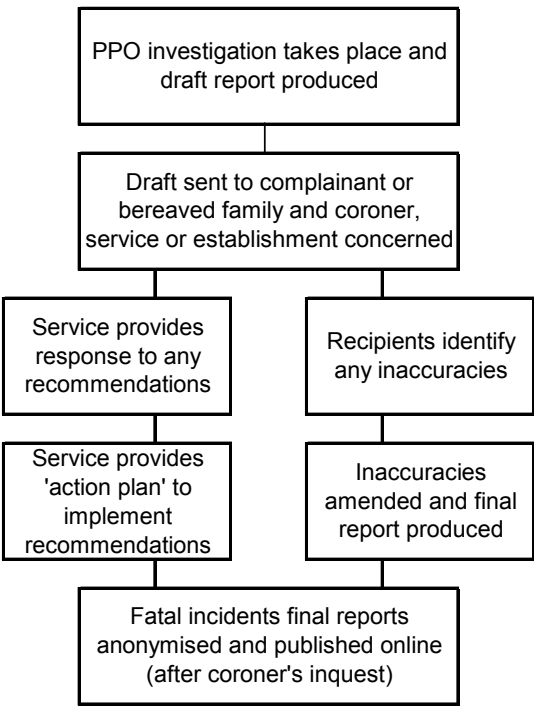 PPO investigation takes place and
draft report produced
Draft sent to complainant or
bereaved family and coroner,
service or establishment concerned
Service provides
response to any
recommendations
Recipients identify
any inaccuracies
Service provides
'action plan' to
implement
recommendations
Inaccuracies
amended and final
report produced
Fatal incidents final reports
anonymised and published online
(after coroner's inquest)